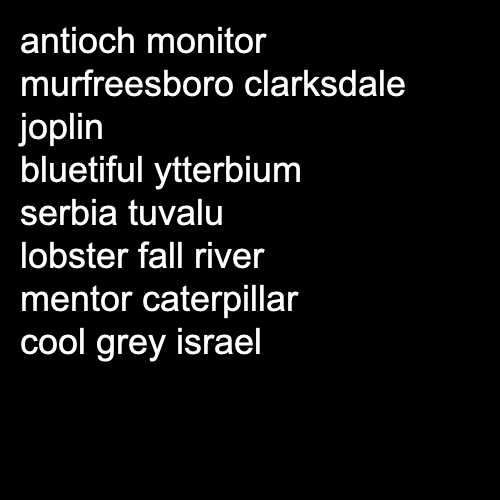 antioch monitor
murfreesboro clarksdale
joplin
bluetiful ytterbium
serbia tuvalu
lobster fall river
mentor caterpillar
cool grey israel